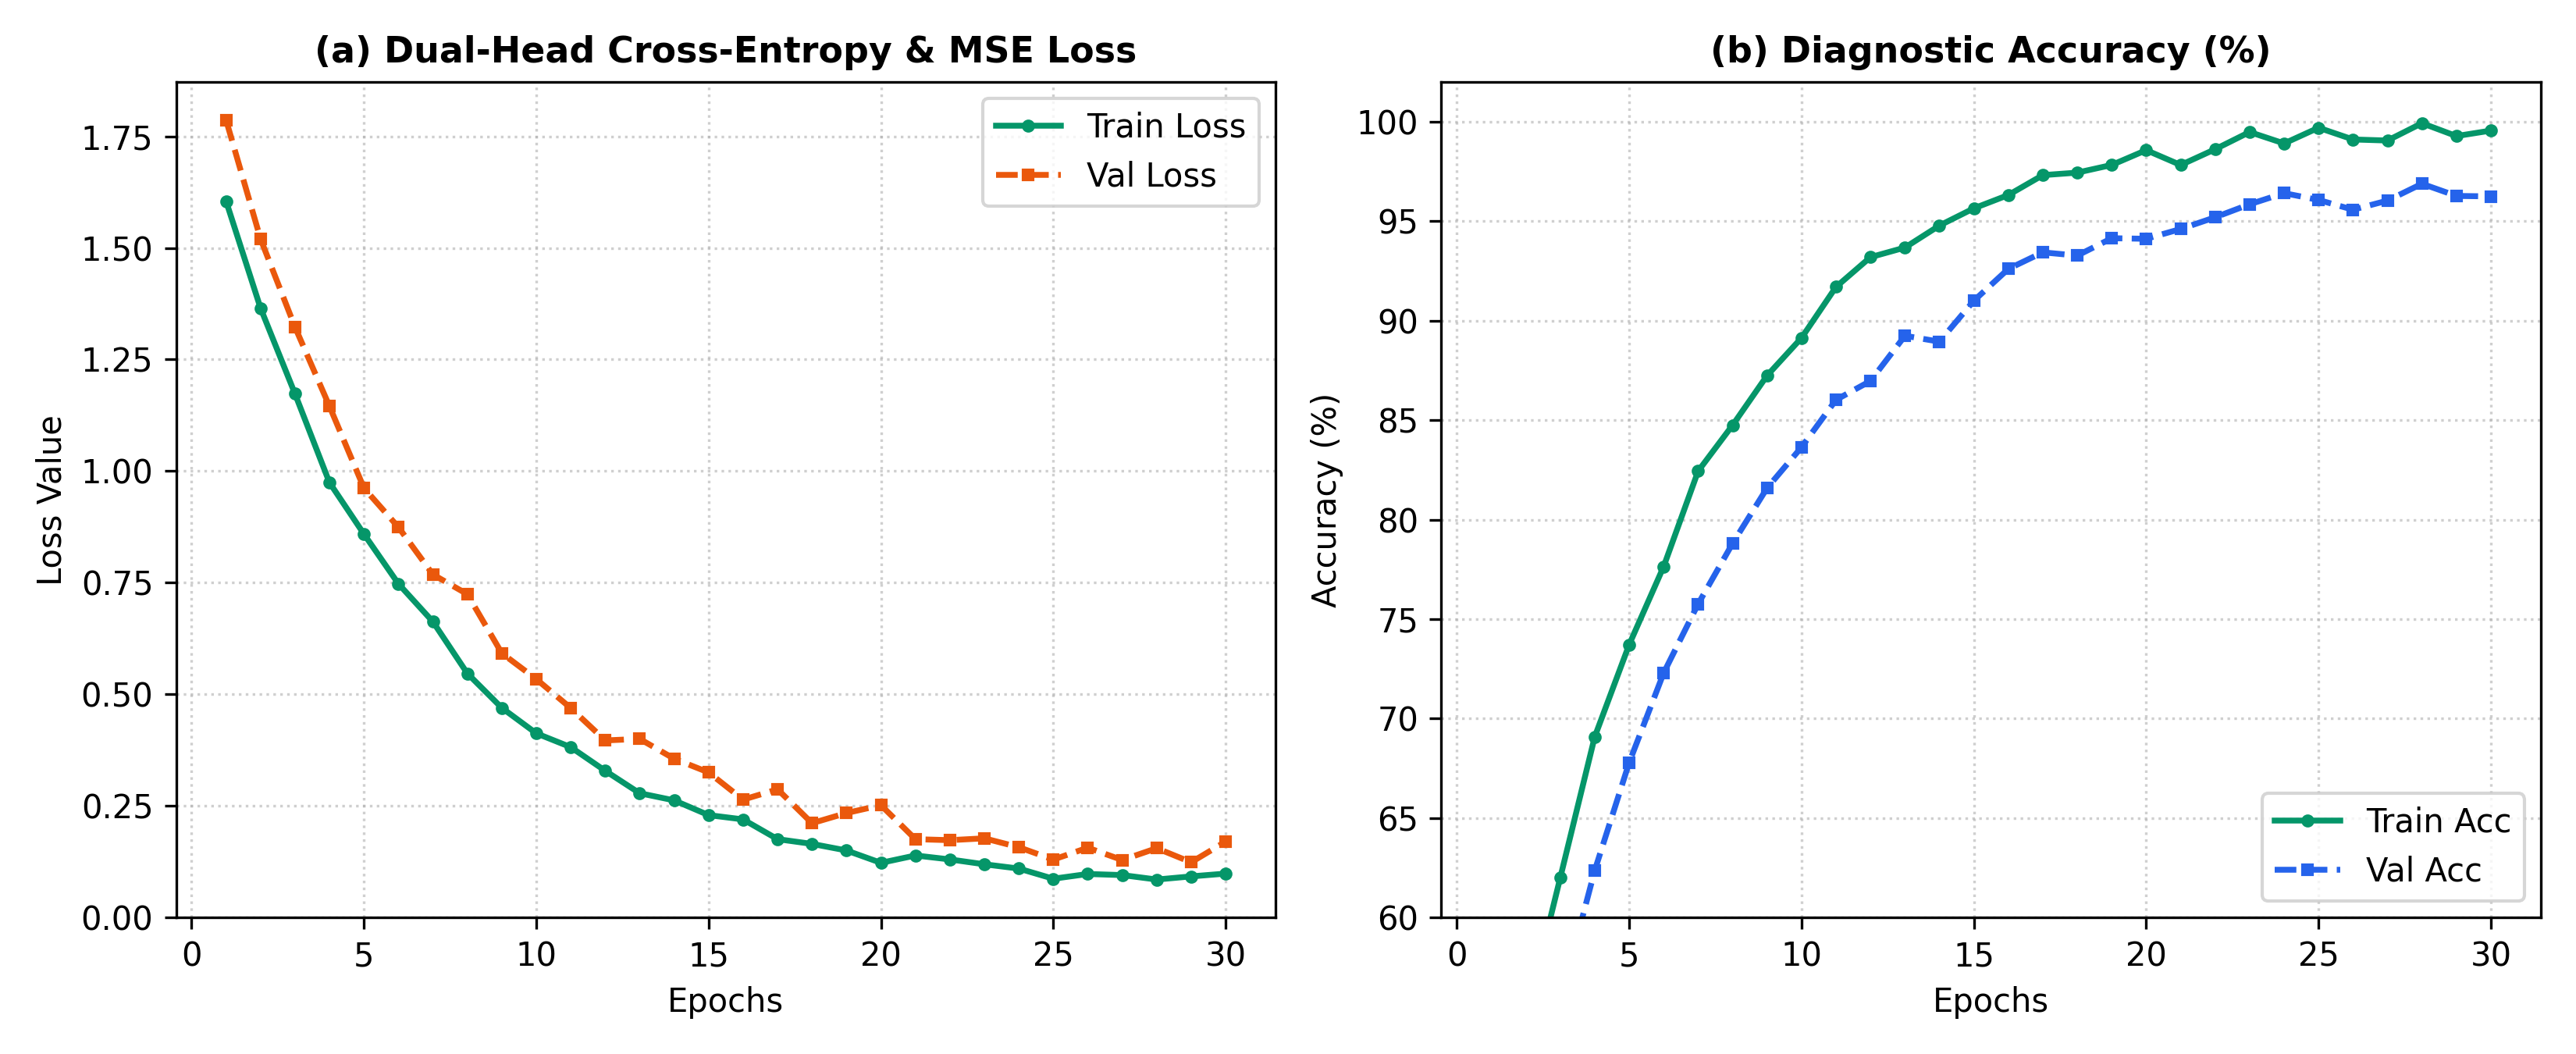 (a) Dual-Head Cross-Entropy & MSE Loss
Train Loss
Val Loss
Loss Value
1.75
1.50
1.25
1.00
0.75
0.50
0.25
0.00
0 5 10 15 20 25 30
Epochs
(b) Diagnostic Accuracy (%)
Accuracy (%)
100
95
90
85
80
75
70
65
60
Train Acc
Val Acc
0 5 10 15 20 25 30
Epochs